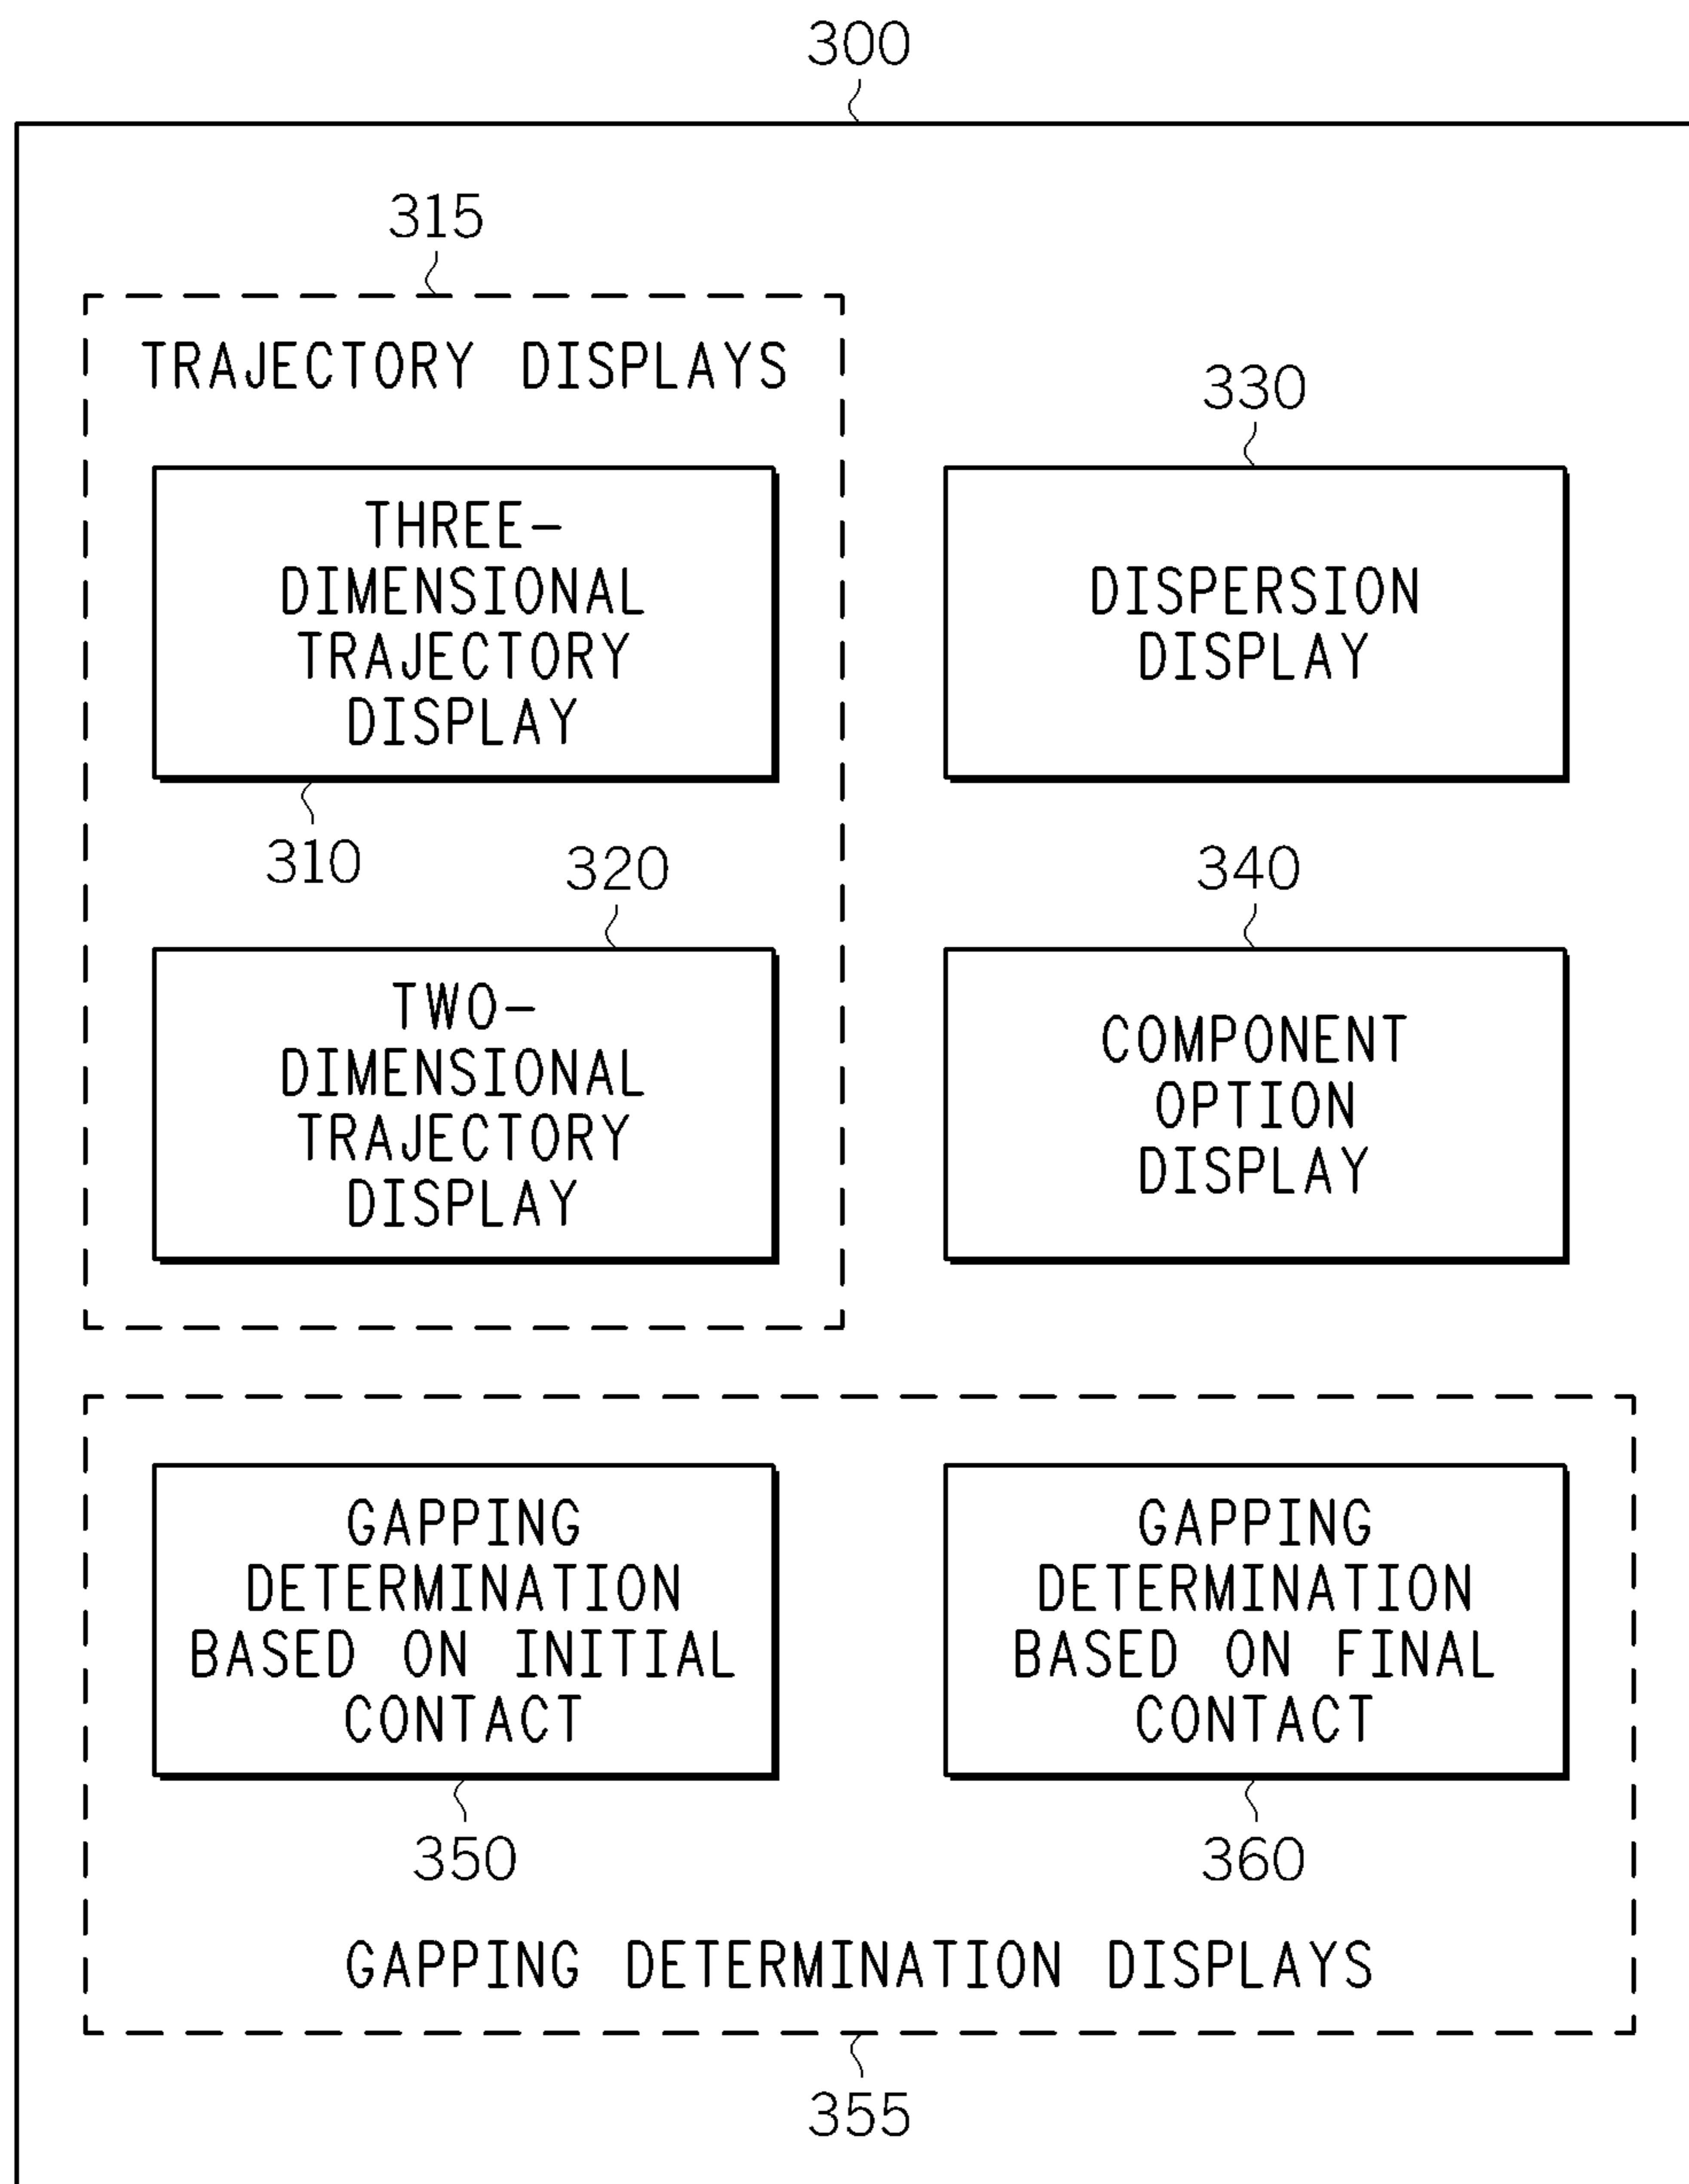 300
315
TRAJECTORY DISPLAYS
THREE-
DIMENSIONAL
TRAJECTORY
DISPLAY
310
320
TWO-
DIMENSIONAL
TRAJECTORY
DISPLAY
330
DISPERSION
DISPLAY
340
COMPONENT
OPTION
DISPLAY
GAPPING
DETERMINATION
BASED ON INITIAL
CONTACT
350
GAPPING
DETERMINATION
BASED ON FINAL
CONTACT
360
GAPPING DETERMINATION DISPLAYS
355